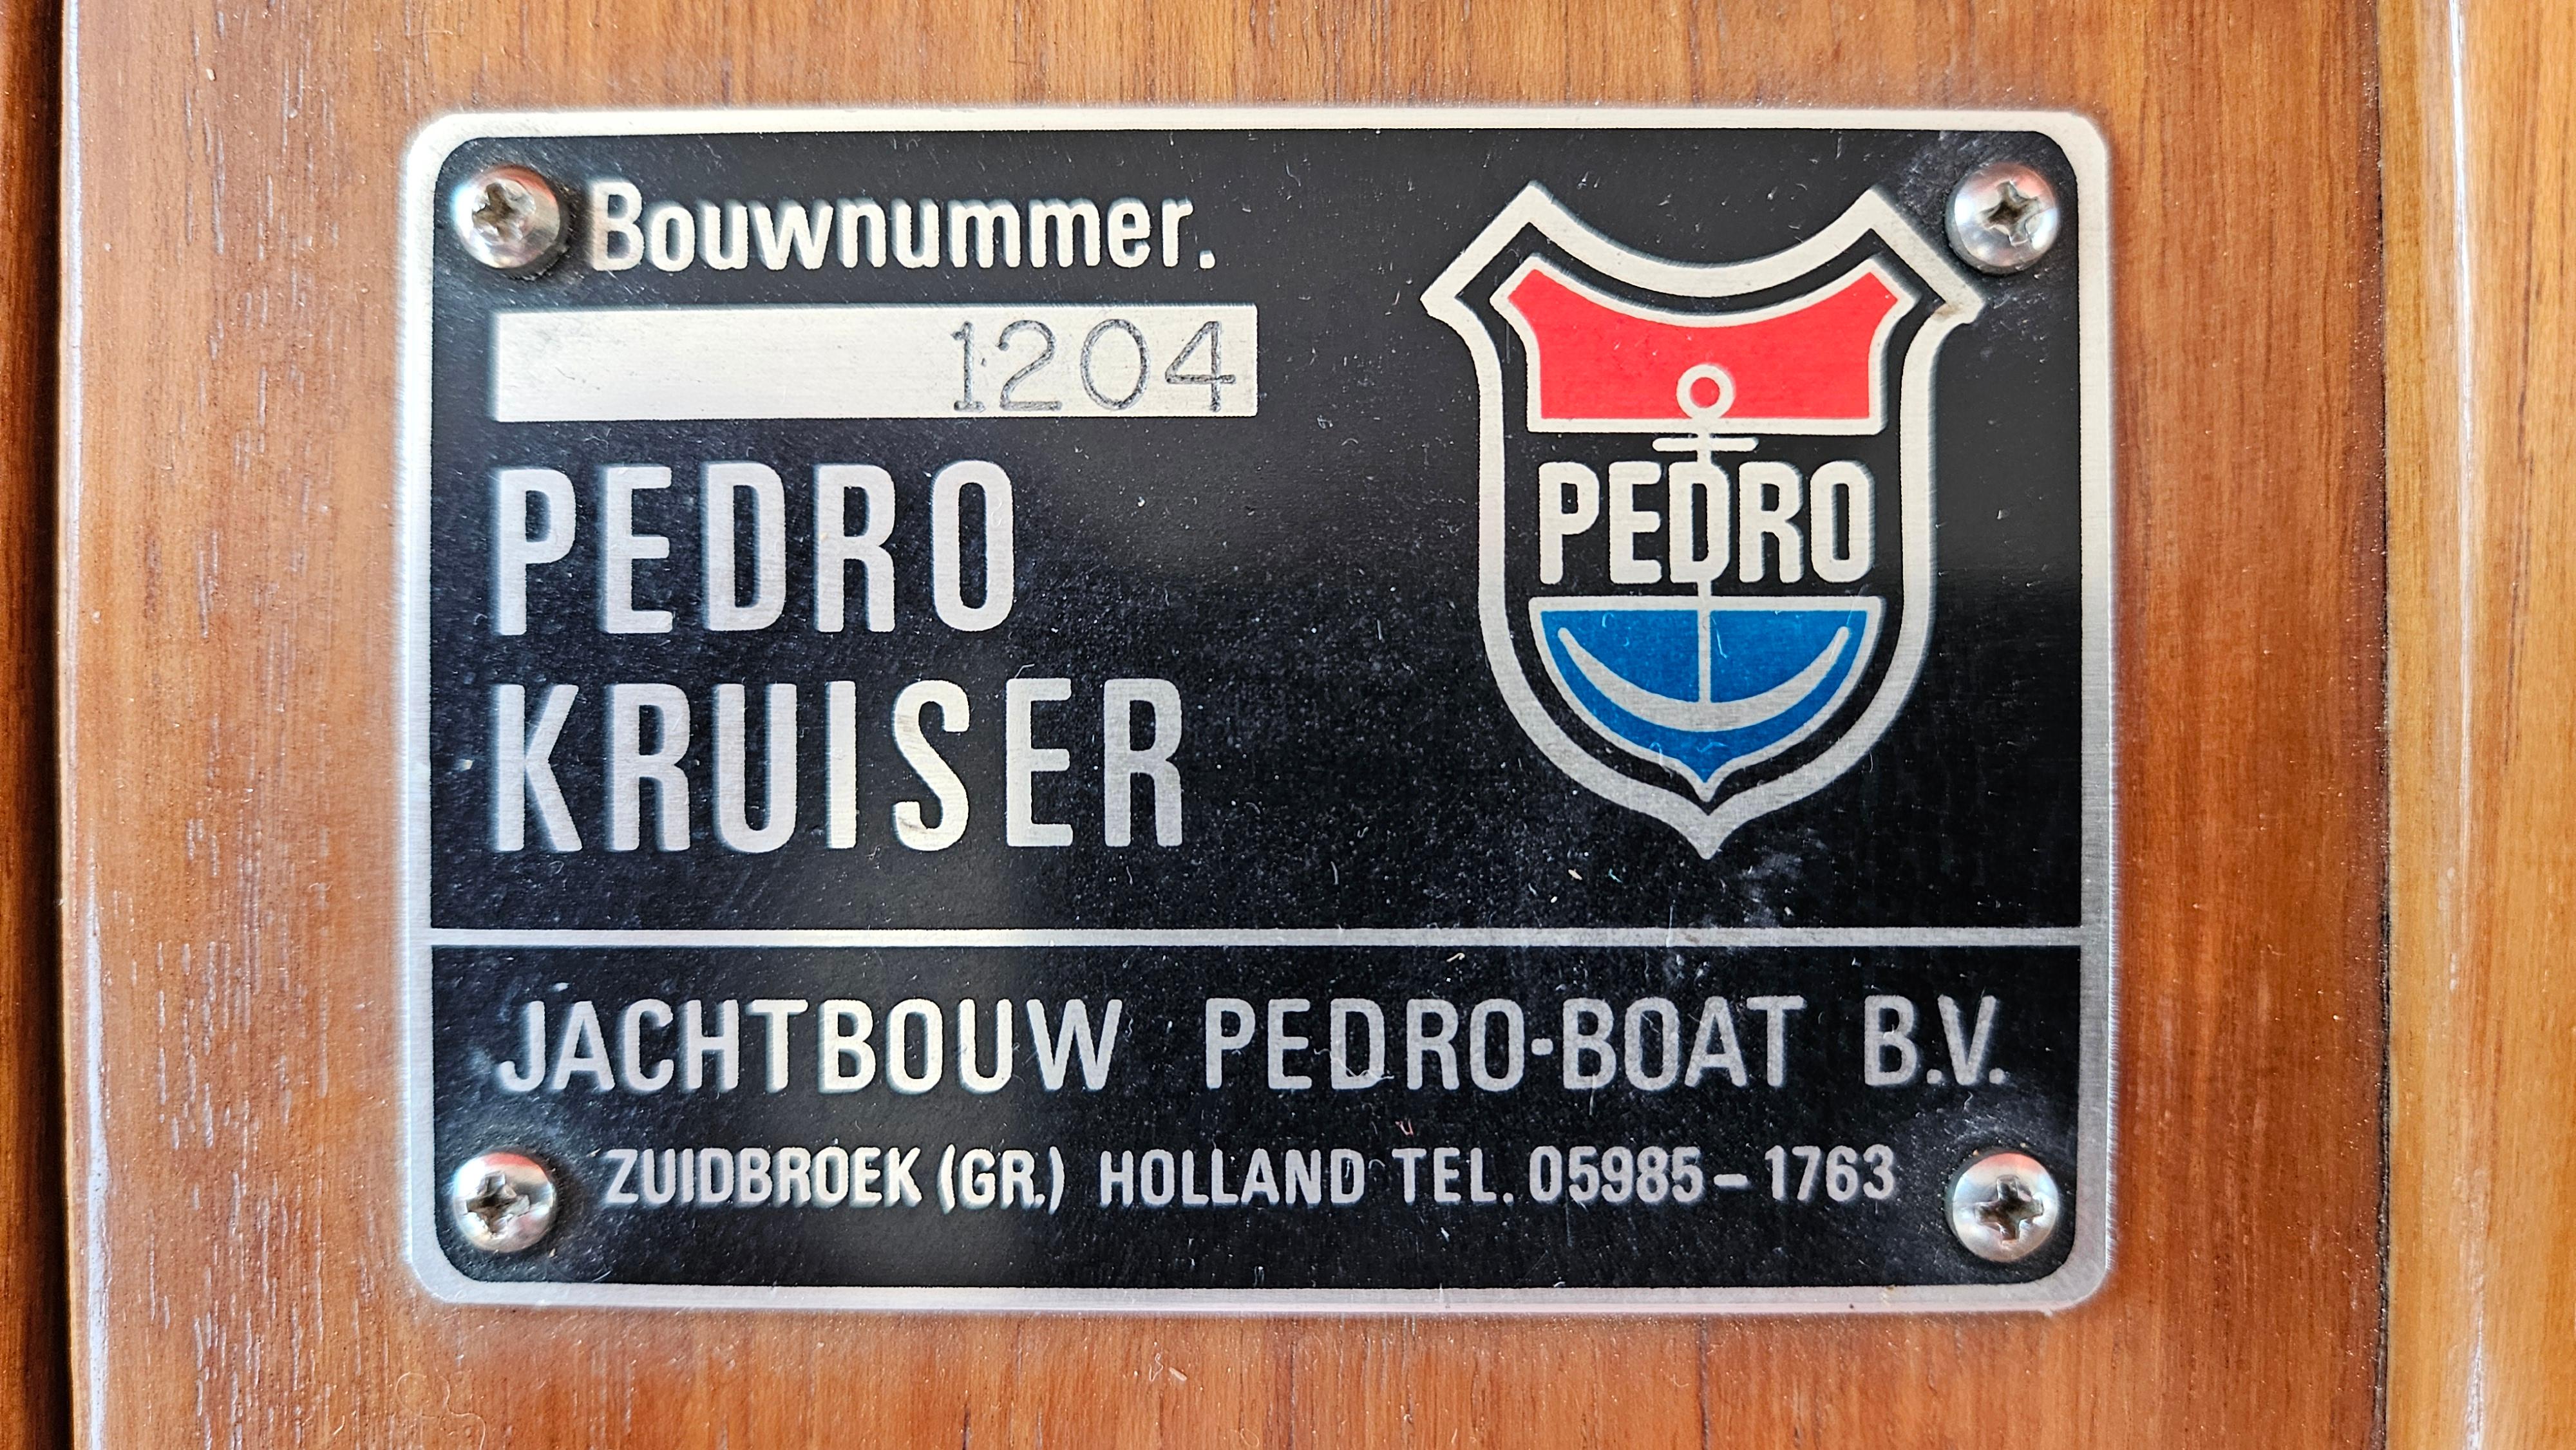 Bouwnummer.
1204
PEDRO
KRUISER
PEDRO
JACHTBOUW PEDRO-BOAT B.V.
ZUIDBROEK (GR.) HOLLAND TEL. 05985-1763